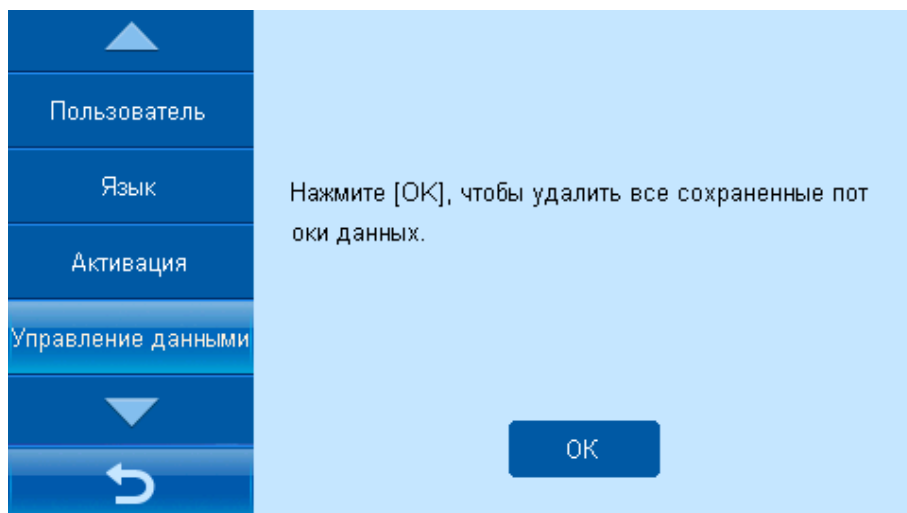 Пользователь
Язык
Активация
Управление данными
Нажмите [OK], чтобы удалить все сохраненные пот
оки данных.
OK